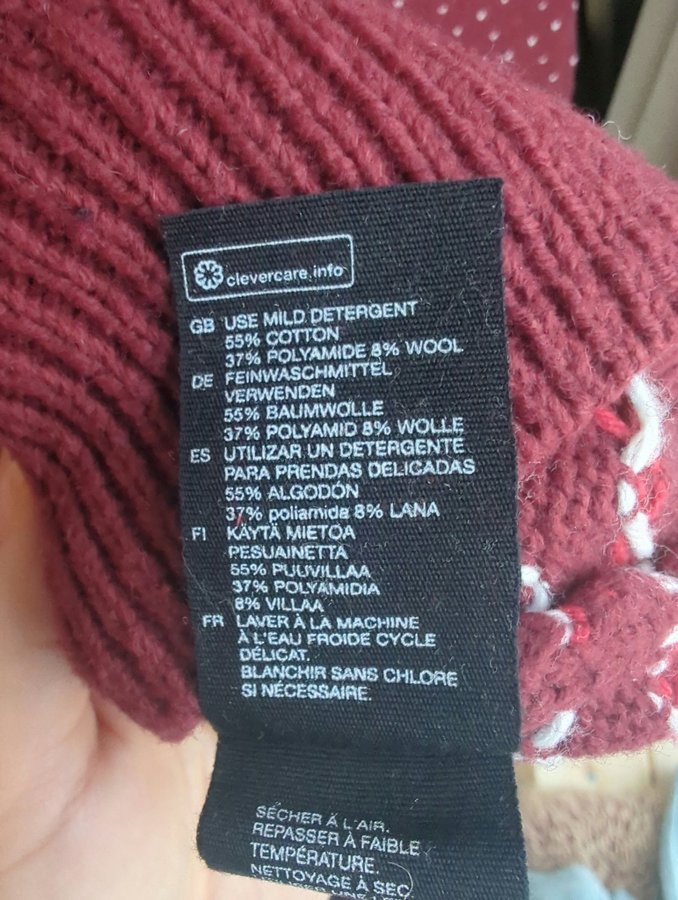 clevercare.info
GB USE MILD DETERGENT
55% COTTON
37% POLYAMIDE 8% WOOL
DE FEINWASCHMITTEL
VERWENDEN
55% BAUMWOLLE
37% POLYAMID 8% WOLLE
ES UTILIZAR UN DETERGENTE
PARA PRENDAS DELICADAS
55% ALGODÓN
37% poliamida 8% LANA
FI KÄYTÄ MIETOA
PESUAINETTA
55% PUUVILLAA
37% POLYAMIDIA
8% VILLAA
FR LAVER À LA MACHINE
À L'EAU FROIDE CYCLE
DÉLICAT.
BLANCHIR SANS CHLORE
SI NÉCESSAIRE.
SÉCHER À L'AIR.
REPASSER À FAIBLE
TEMPÉRATURE.
NETTOYAGE À SEC